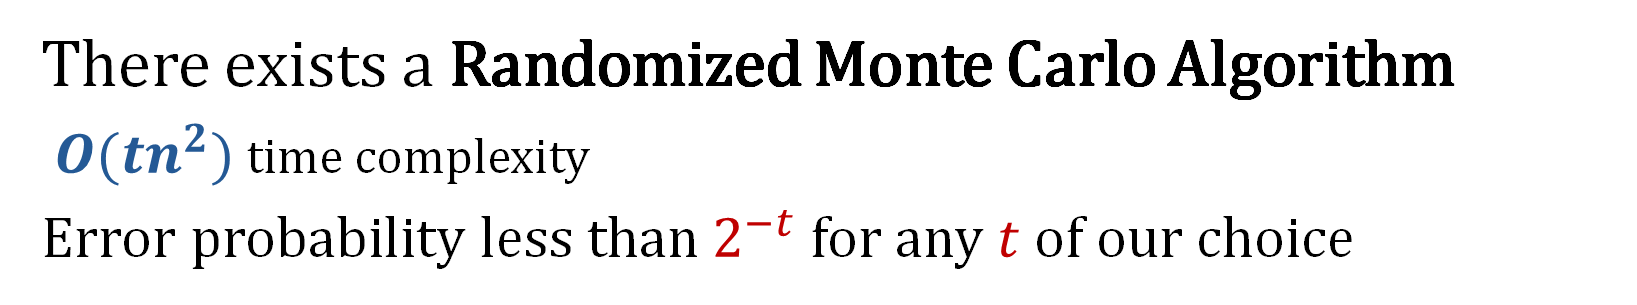 There exists a Randomized Monte Carlo Algorithm
O(tn²) time complexity
Error probability less than 2⁻ᵗ for any t of our choice